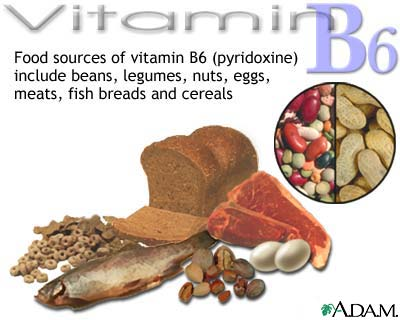 Vitamin B6
Food sources of vitamin B6 (pyridoxine)
include beans, legumes, nuts, eggs,
meats, fish breads and cereals
A.D.A.M.